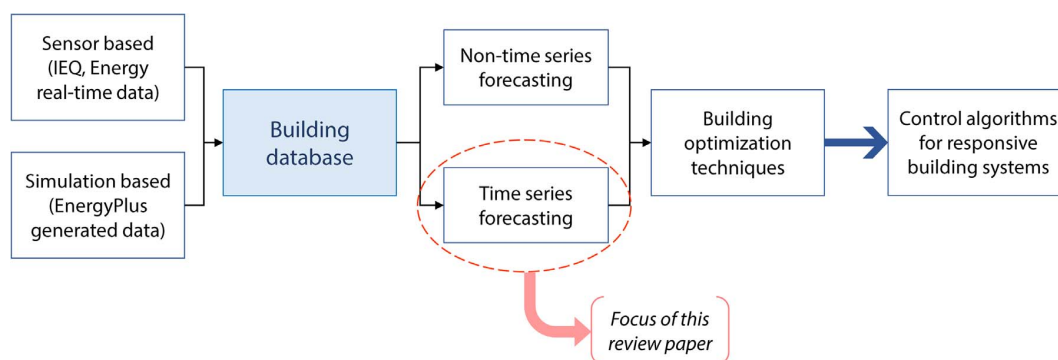 Sensor based
(IEQ, Energy
real-time data)
Simulation based
(EnergyPlus
generated data)
Building
database
Non-time series
forecasting
Time series
forecasting
Building
optimization
techniques
Control algorithms
for responsive
building systems
Focus of this
review paper